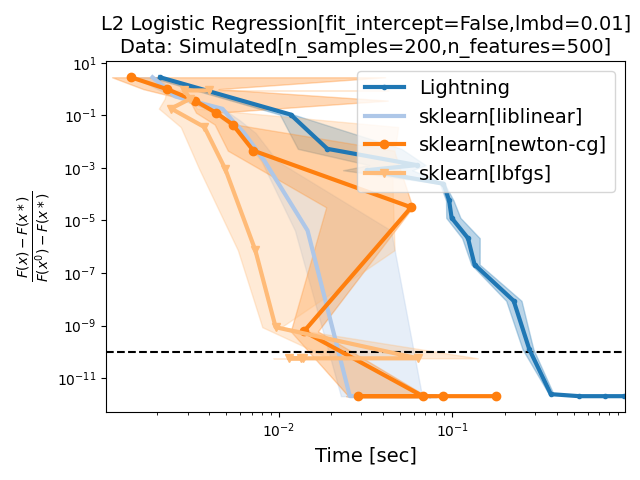 L2 Logistic Regression[fit_intercept=False,lmbd=0.01]
Data: Simulated[n_samples=200,n_features=500]
10¹
10⁻¹
10⁻³
10⁻⁵
10⁻⁷
10⁻⁹
10⁻¹¹
F(x) − F(x*)
F(x⁰) − F(x*)
Lightning
sklearn[liblinear]
sklearn[newton-cg]
sklearn[lbfgs]
10⁻² 10⁻¹
Time [sec]